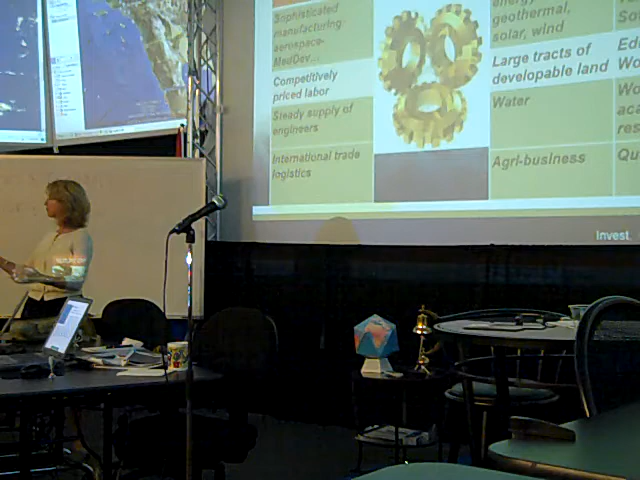 Sophisticated
manufacturing
aerospace-
MedDev...
Competitively
priced labor
Steady supply of
engineers
International trade
logistics
energy
geothermal,
solar, wind
Large tracts of
developable land
Water
Agri-business
Invest.